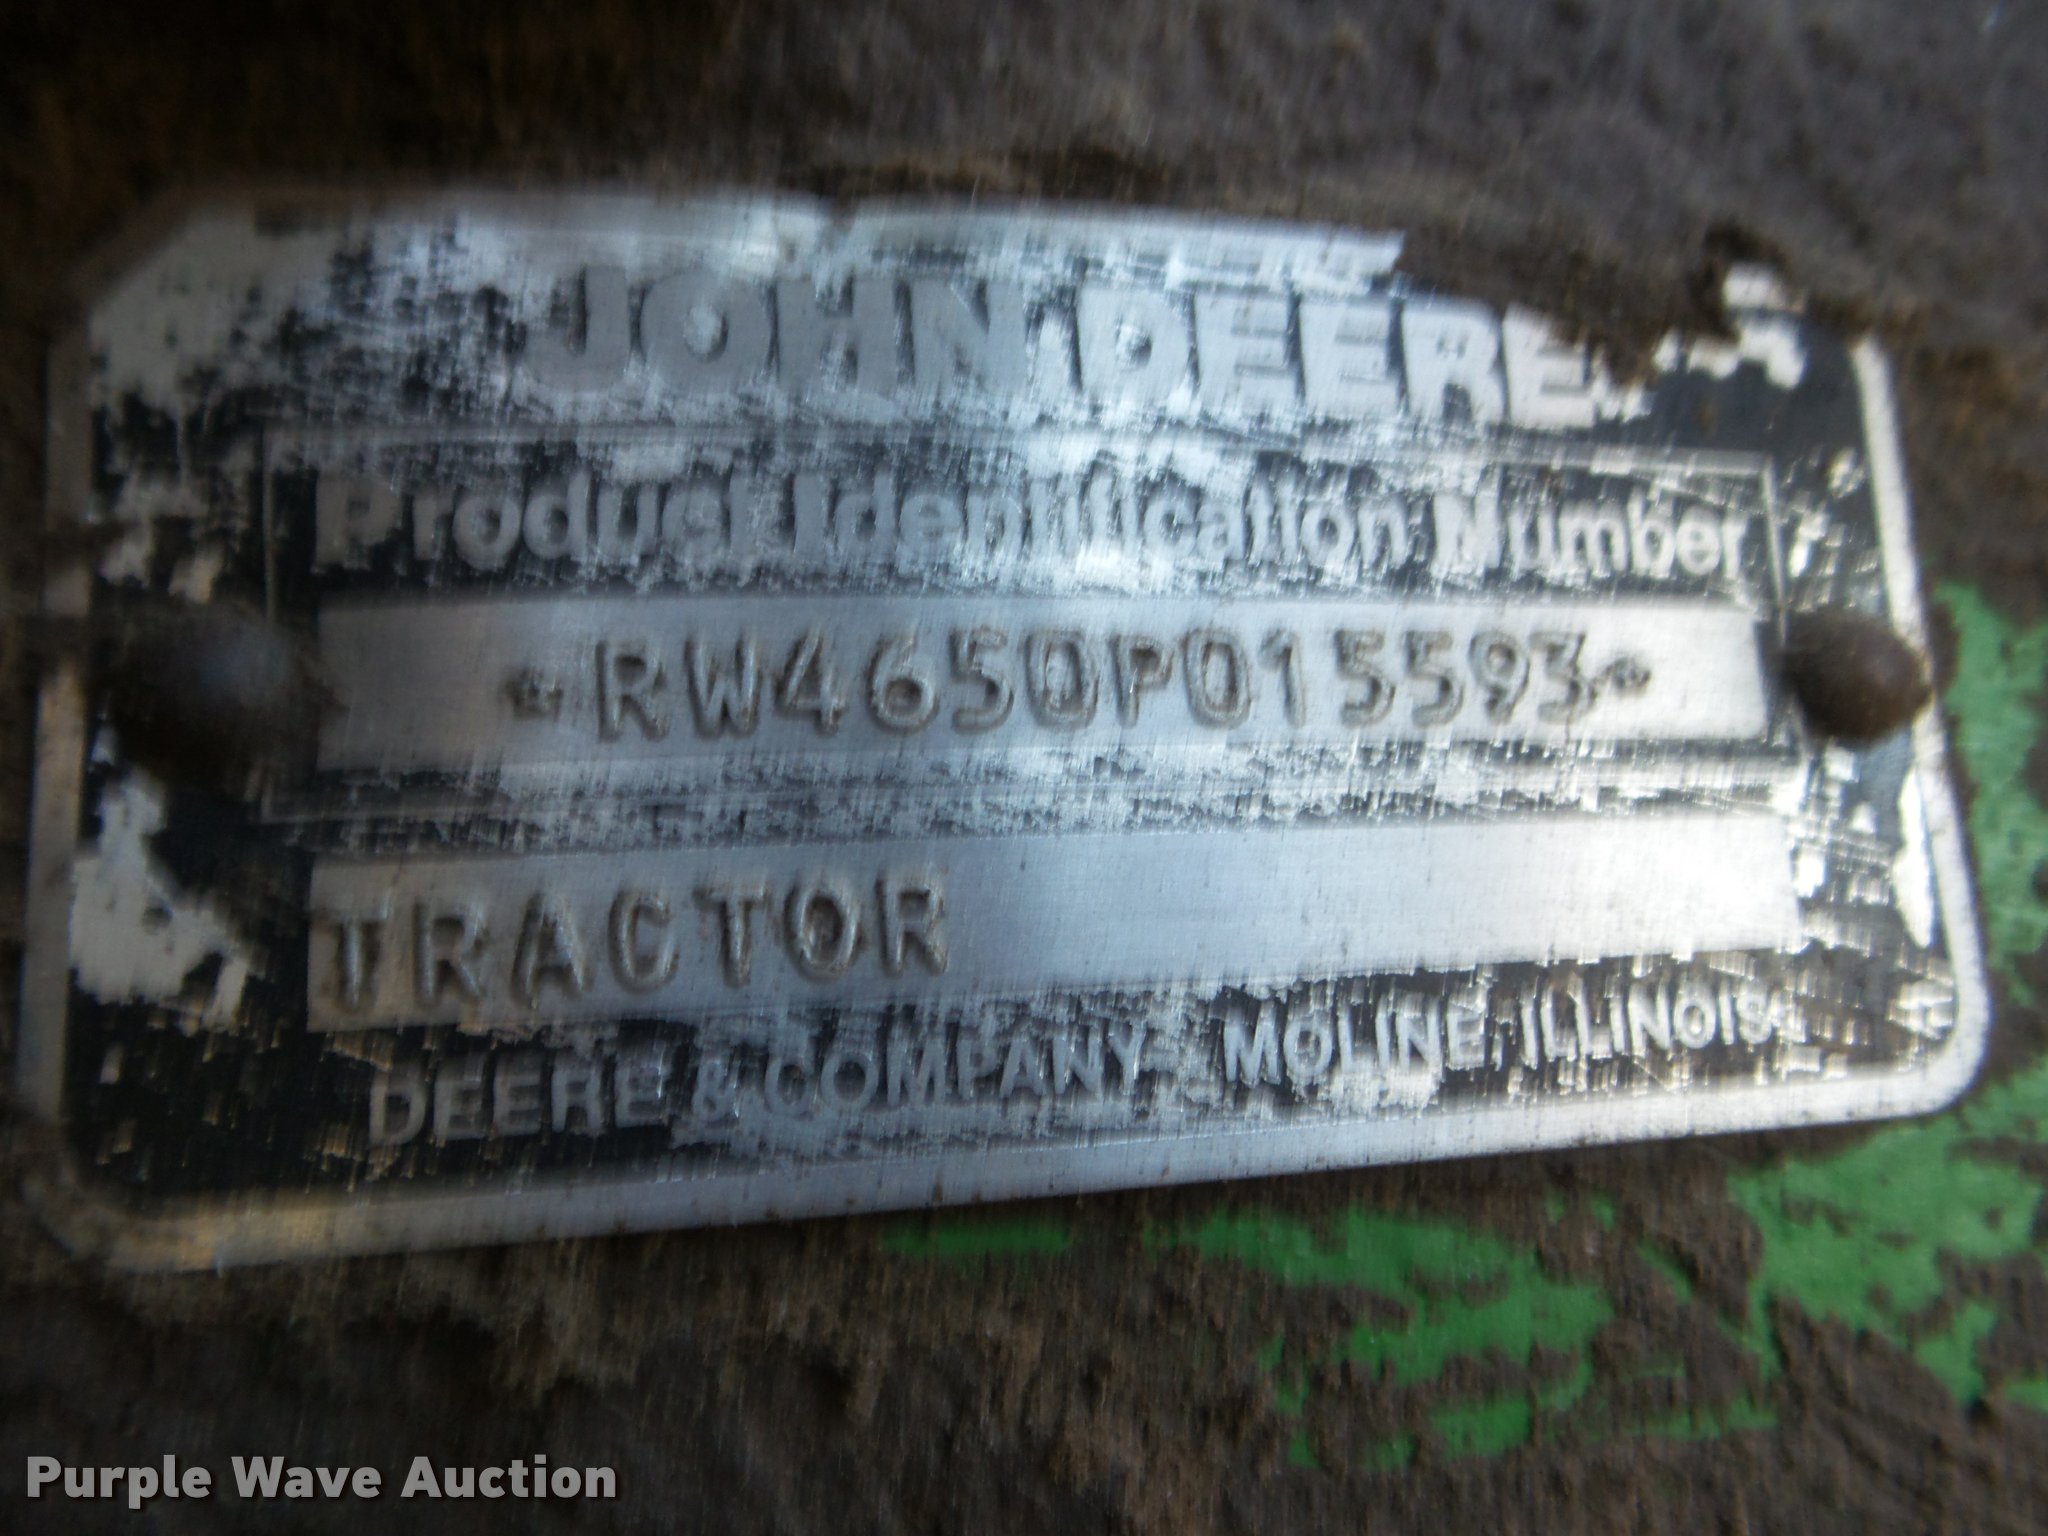 JOHN DEERE
Product Identification Number
*RW4650P015593*
TRACTOR
DEERE & COMPANY MOLINE, ILLINOIS
Purple Wave Auction